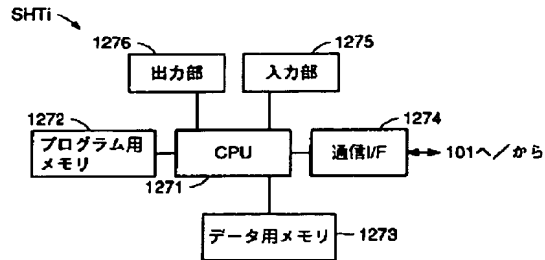 SHTi
1276
1275
出力部
入力部
1272
1274
プログラム用
メモリ
CPU
通信I/F
101へ/から
1271
データ用メモリ
1273